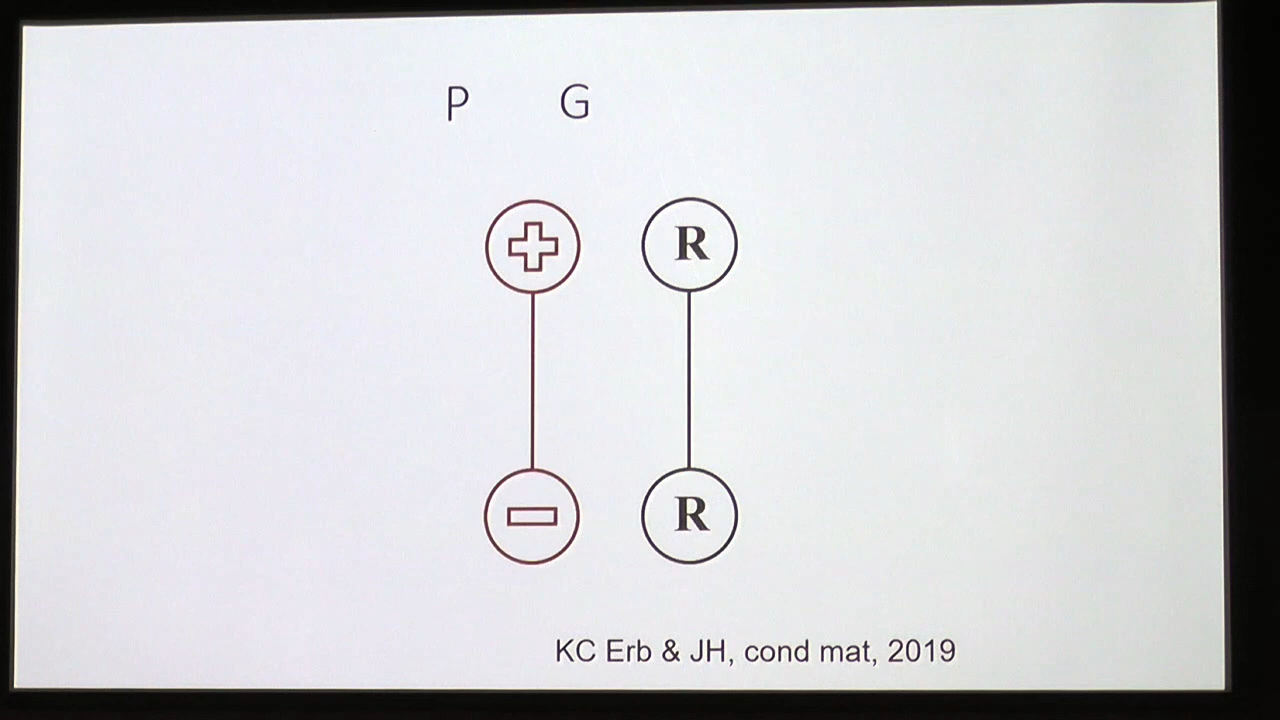 P G
+ R
− R
KC Erb & JH, cond mat, 2019